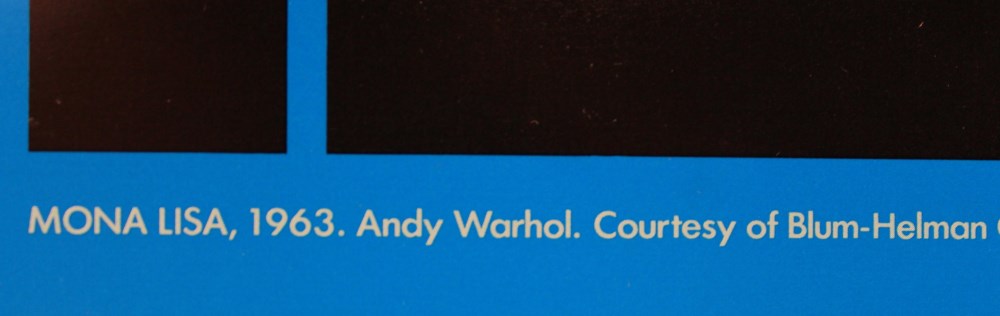 MONA LISA, 1963. Andy Warhol. Courtesy of Blum-Helman